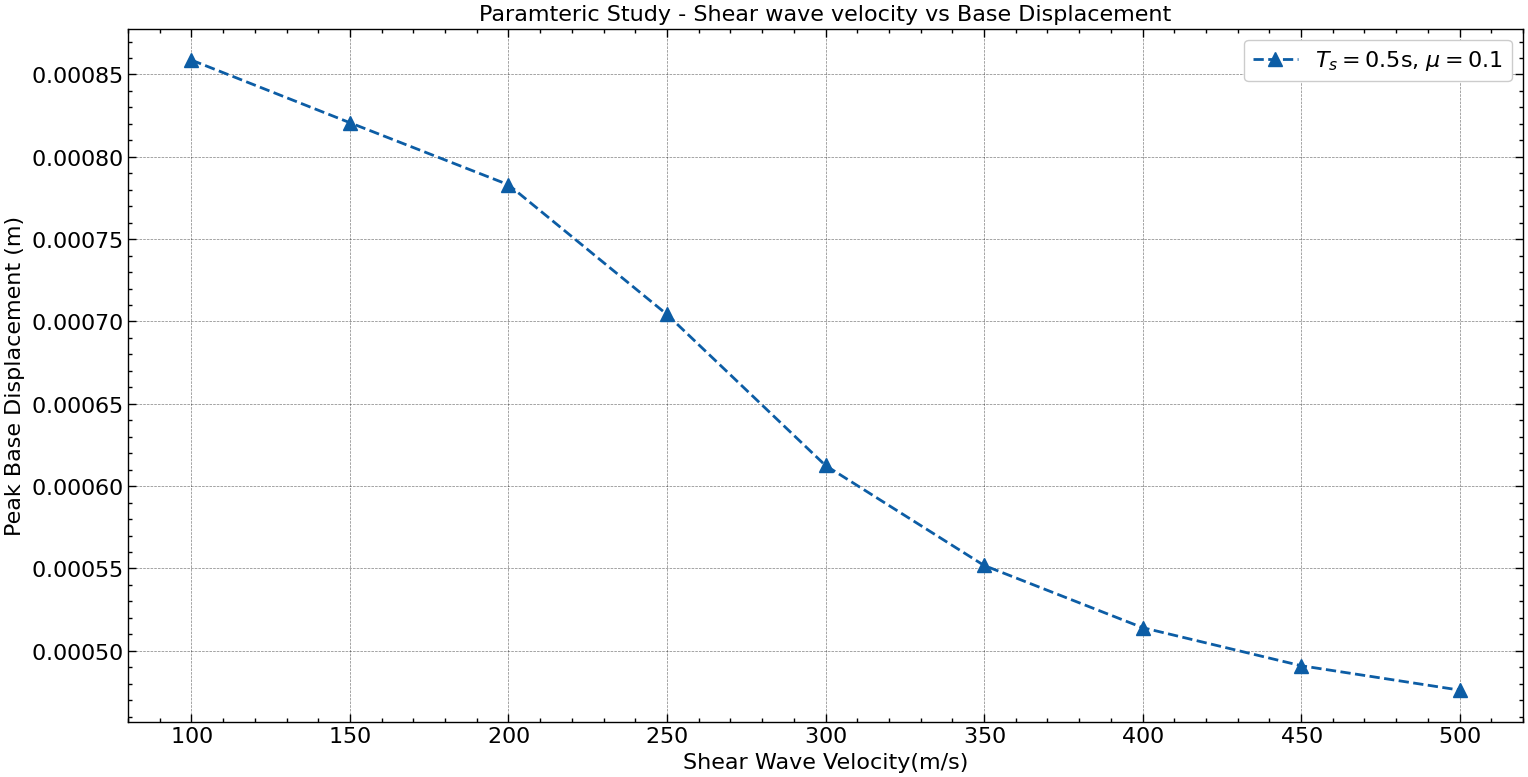 Paramteric Study - Shear wave velocity vs Base Displacement
T_s = 0.5s, μ = 0.1
Peak Base Displacement (m)
0.00085
0.00080
0.00075
0.00070
0.00065
0.00060
0.00055
0.00050
100 150 200 250 300 350 400 450 500
Shear Wave Velocity(m/s)